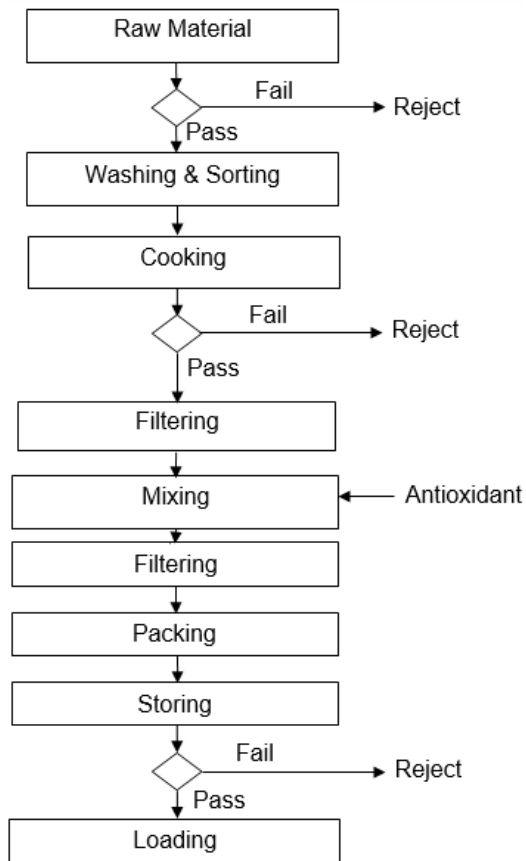 Raw Material
Fail
Reject
Pass
Washing & Sorting
Cooking
Fail
Reject
Pass
Filtering
Mixing
Antioxidant
Filtering
Packing
Storing
Fail
Reject
Pass
Loading